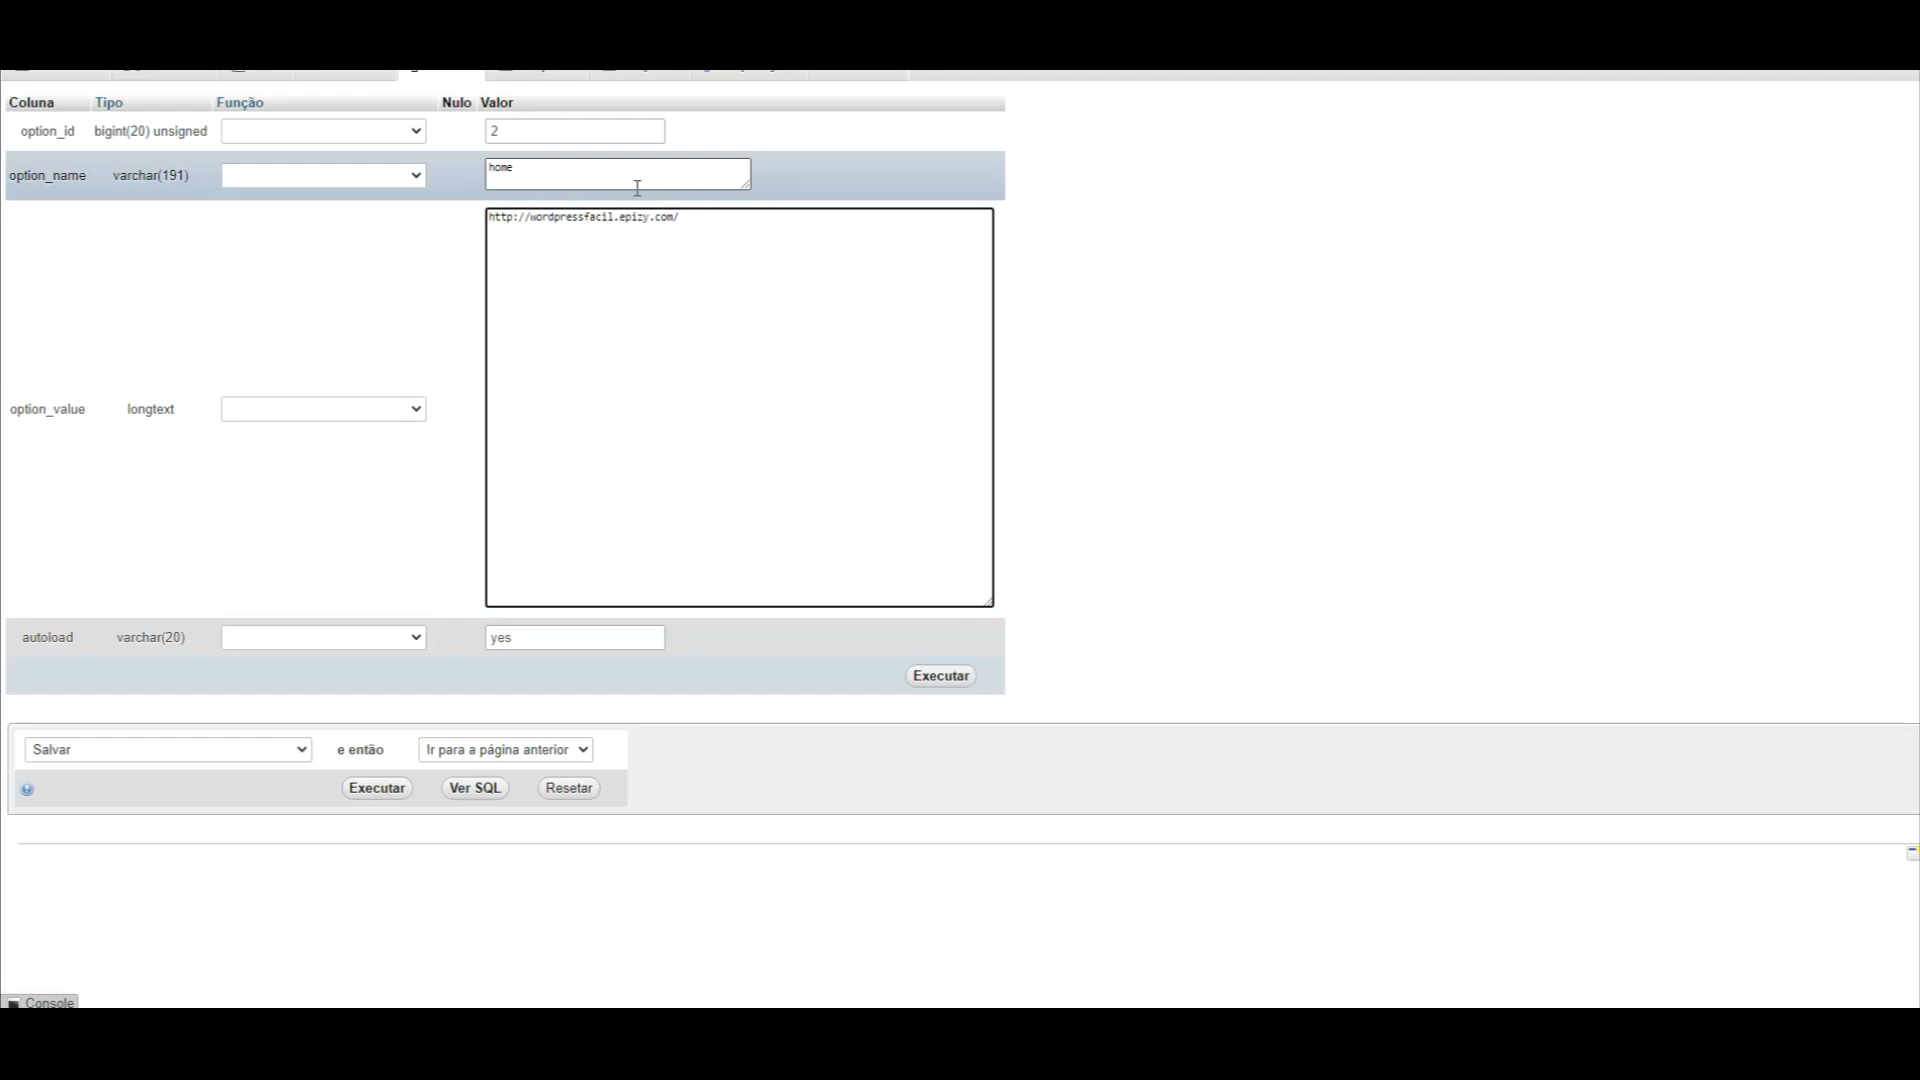 Coluna Tipo Função Nulo Valor
option_id bigint(20) unsigned 2
option_name varchar(191) home
http://wordpressfacil.epizy.com/
option_value longtext
autoload varchar(20) yes
Executar
Salvar e então Ir para a página anterior
Executar Ver SQL Resetar
Console